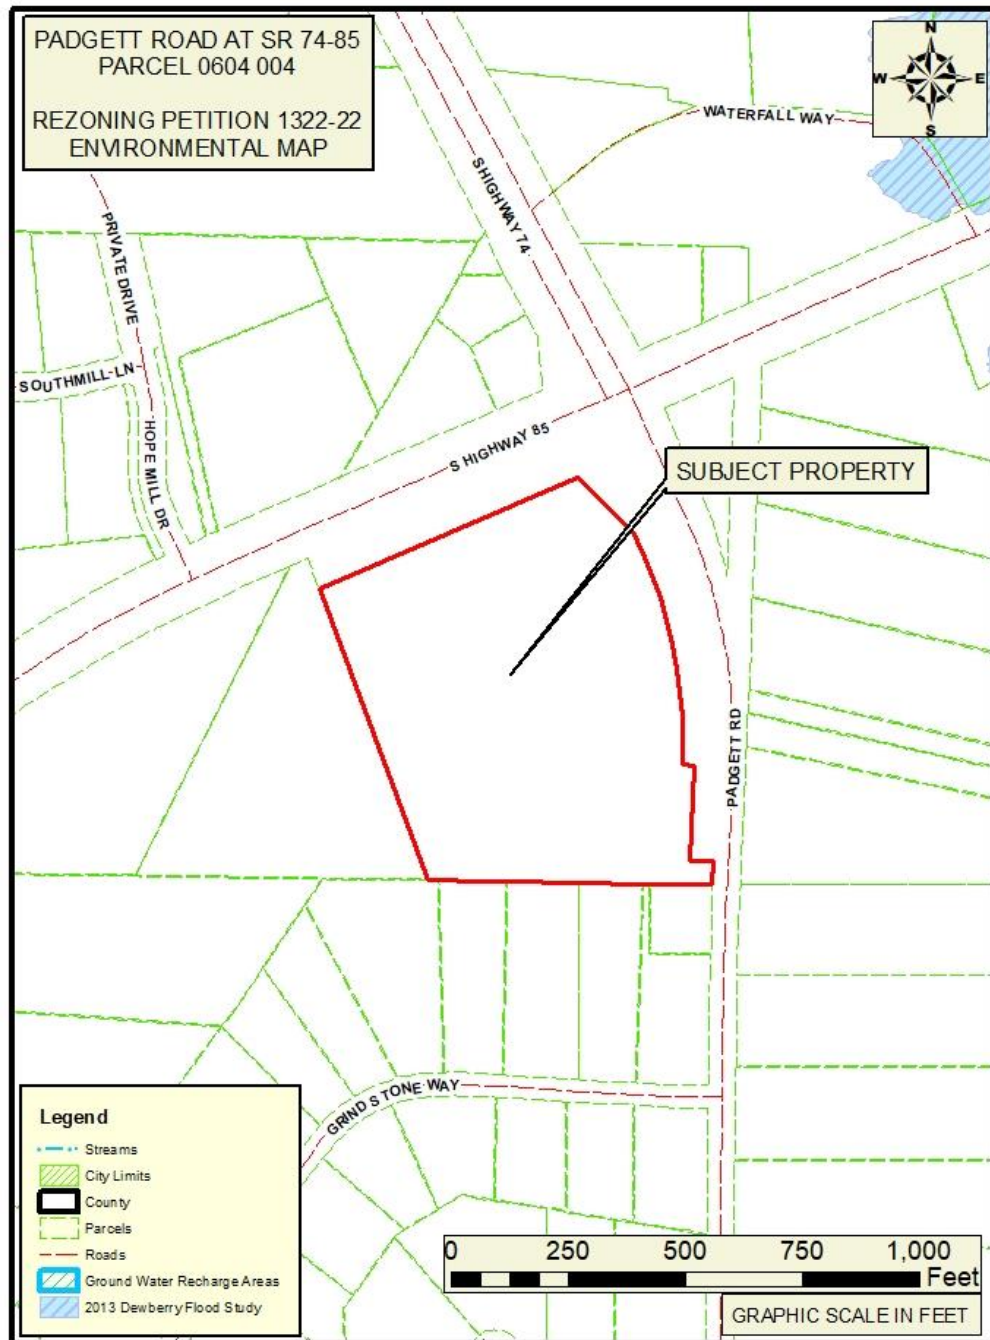 PADGETT ROAD AT SR 74-85
PARCEL 0604 004
REZONING PETITION 1322-22
ENVIRONMENTAL MAP
N
W E
S
WATERFALL WAY
S HIGHWAY 74
PRIVATE DRIVE
SOUTHMILL LN
HOPE MILL DR
S HIGHWAY 85
SUBJECT PROPERTY
PADGETT RD
GRINDSTONE WAY
Legend
Streams
City Limits
County
Parcels
Roads
Ground Water Recharge Areas
2013 Dewberry Flood Study
0 250 500 750 1,000
Feet
GRAPHIC SCALE IN FEET